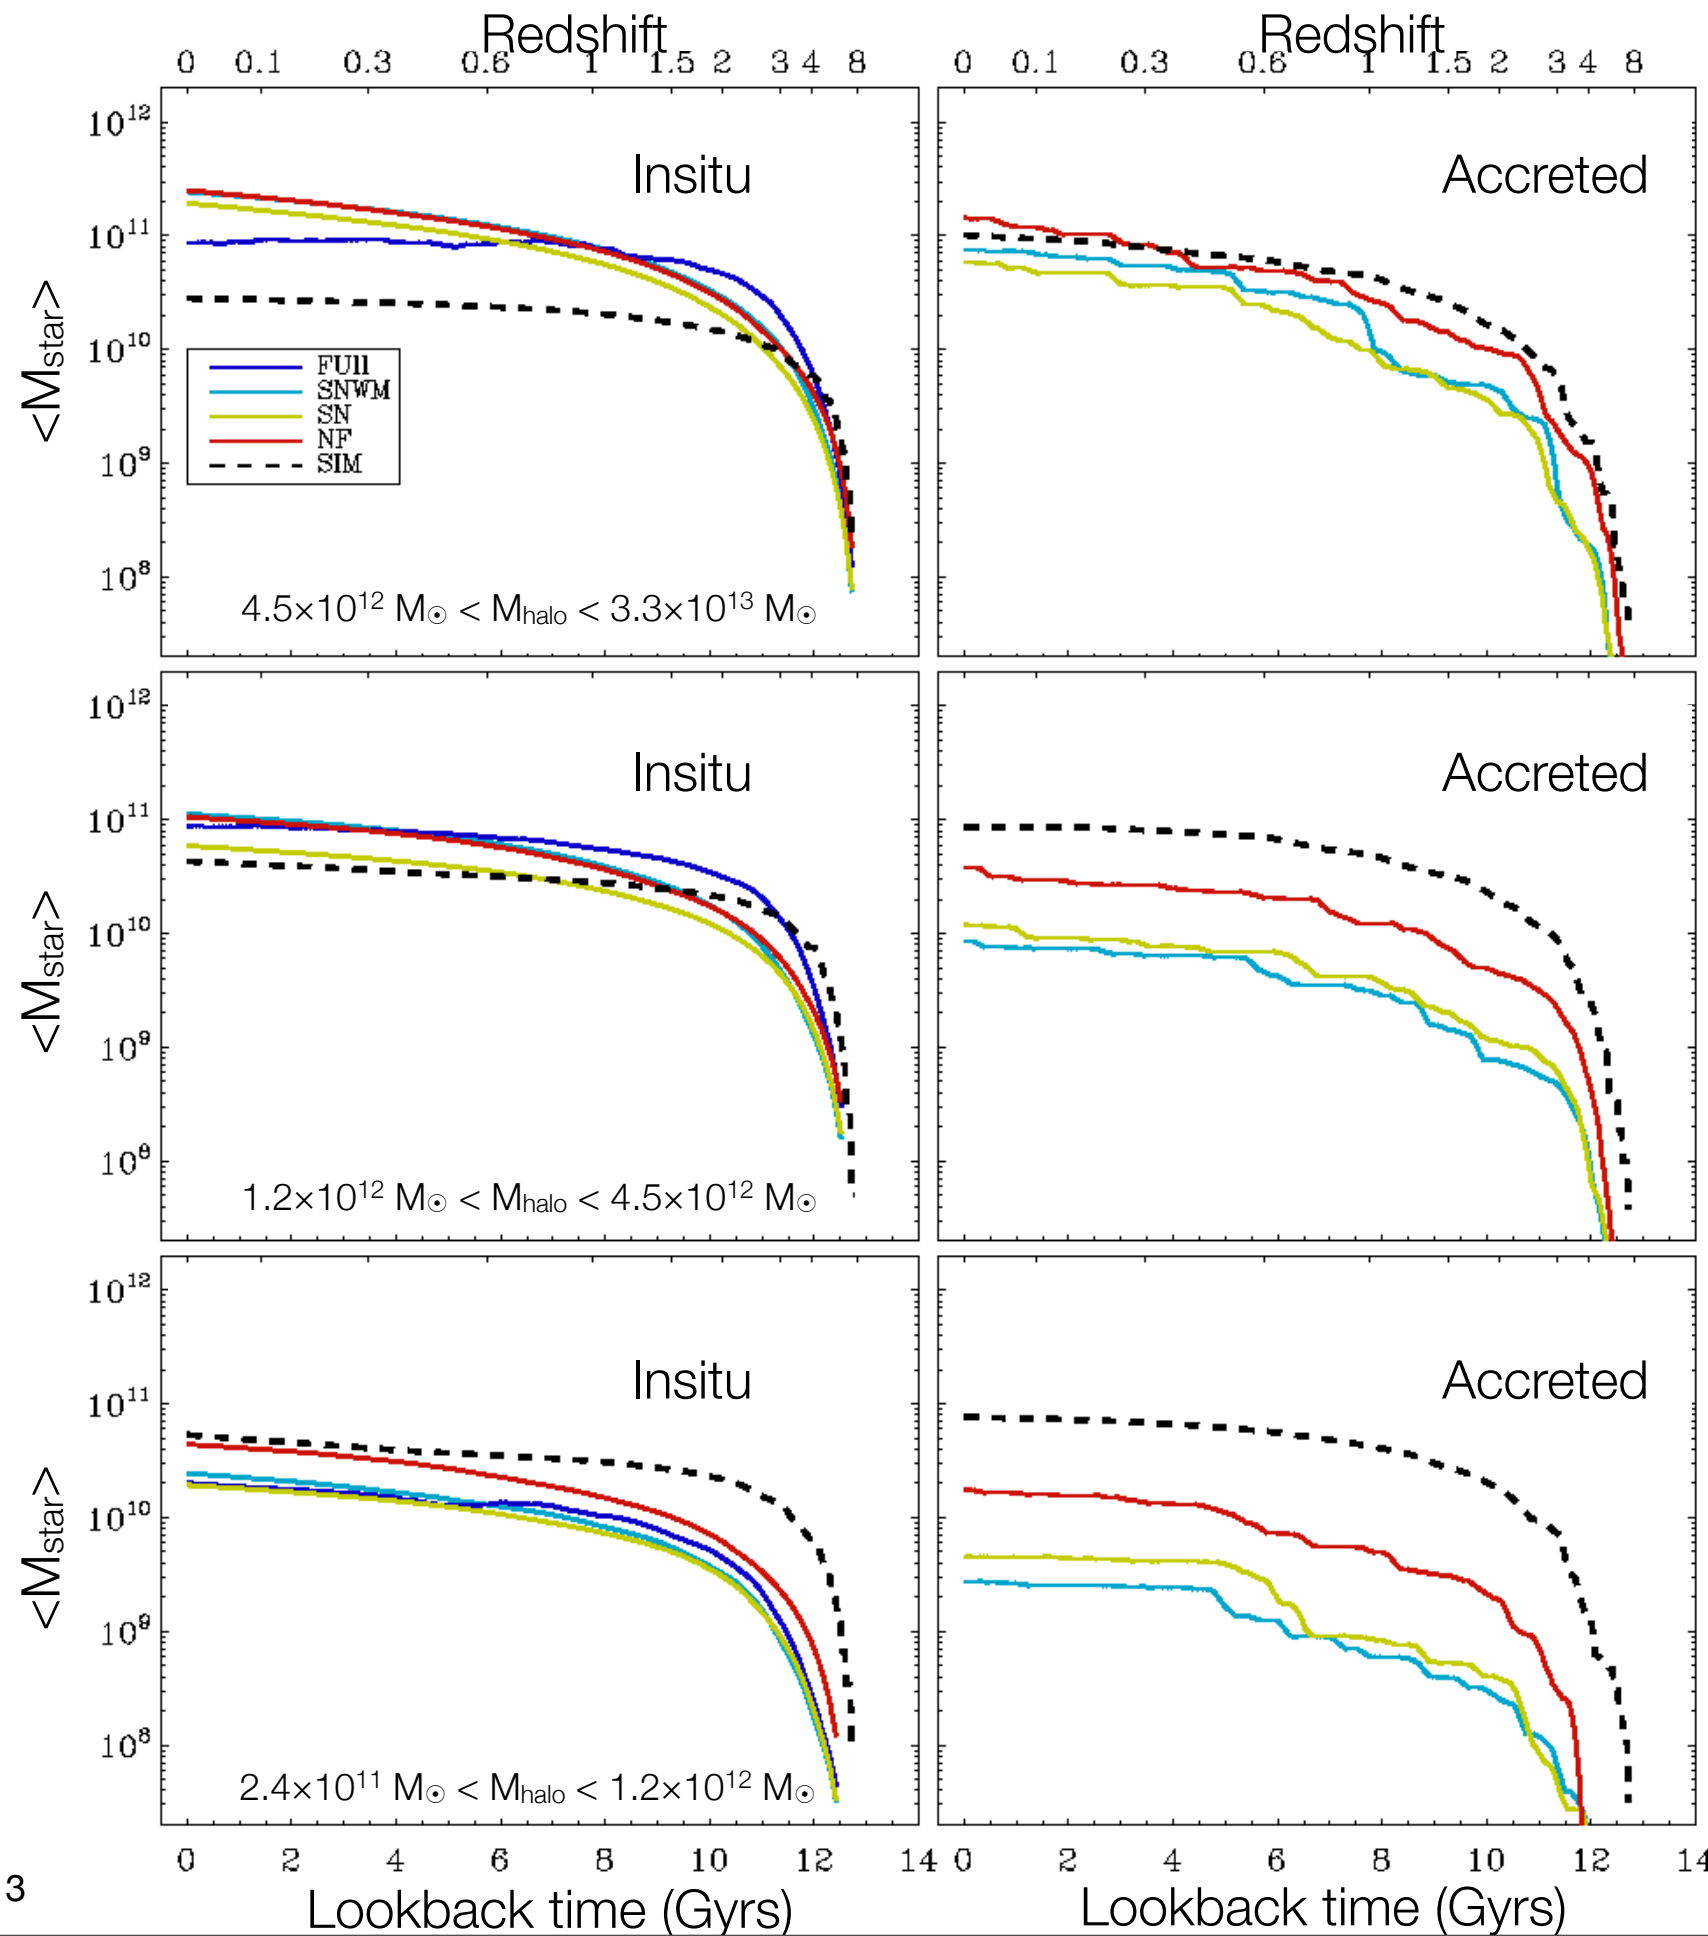 Redshift Redshift
0 0.1 0.3 0.6 1 1.5 2 3 4 8 0 0.1 0.3 0.6 1 1.5 2 3 4 8
10¹² Insitu Accreted
10¹¹
10¹⁰
10⁹
10⁸
<Mstar>
FUll
SNWM
SN
NF
SIM
4.5×10¹² M☉ < Mhalo < 3.3×10¹³ M☉
10¹² Insitu Accreted
10¹¹
10¹⁰
10⁹
10⁸
<Mstar>
1.2×10¹² M☉ < Mhalo < 4.5×10¹² M☉
10¹² Insitu Accreted
10¹¹
10¹⁰
10⁹
10⁸
<Mstar>
2.4×10¹¹ M☉ < Mhalo < 1.2×10¹² M☉
0 2 4 6 8 10 12 14 0 2 4 6 8 10 12 14
3
Lookback time (Gyrs) Lookback time (Gyrs)